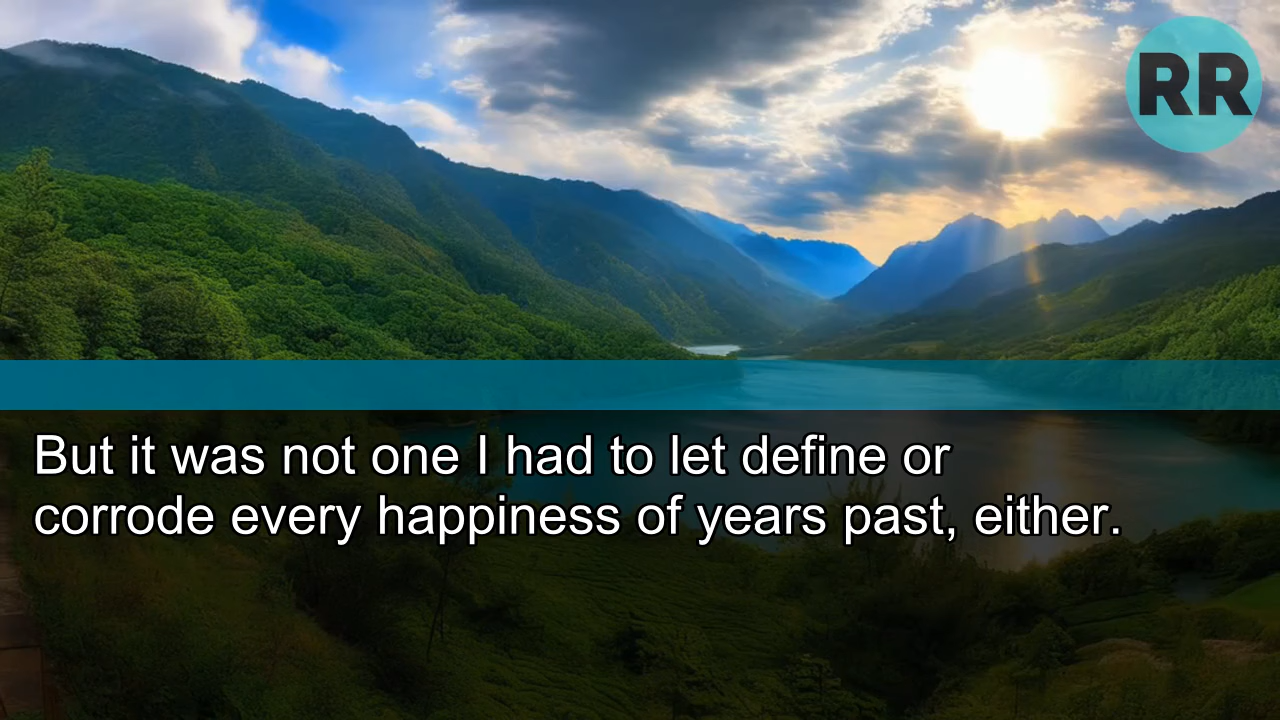 RR
But it was not one I had to let define or
corrode every happiness of years past, either.